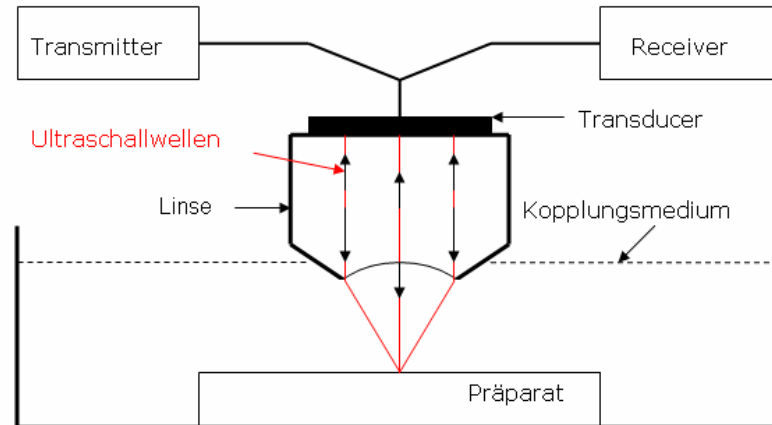 Transmitter
Receiver
Transducer
Ultraschallwellen
Linse
Kopplungsmedium
Präparat